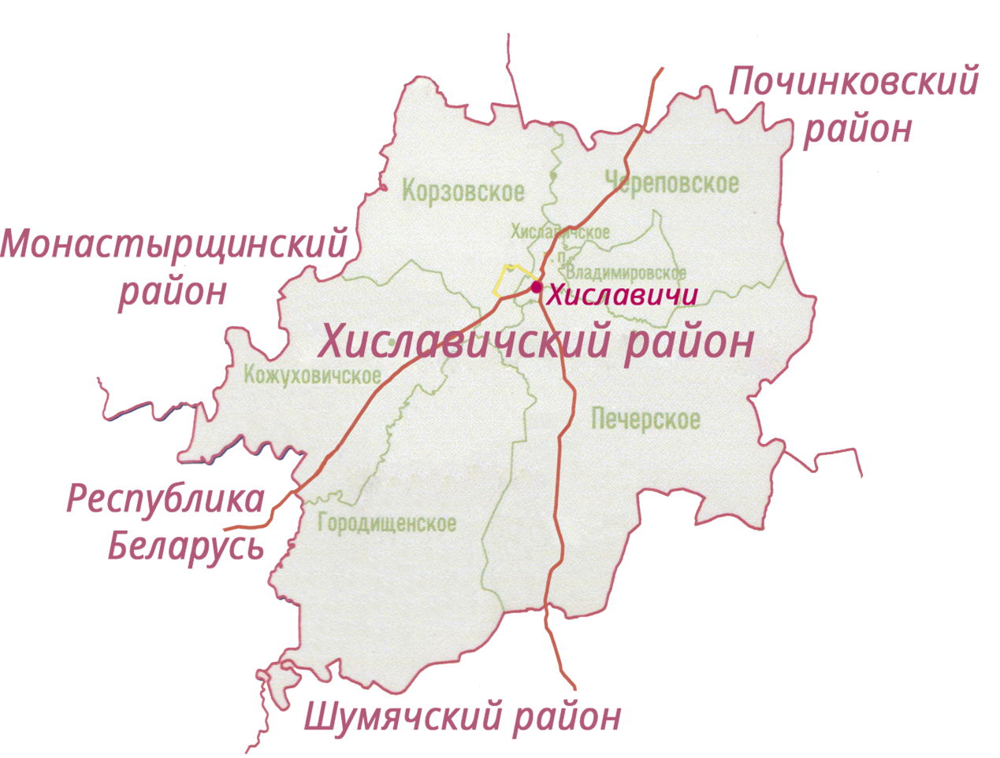 Починковский
район
Корзовское
Череповское
Хиславичское
г. п.
Монастырщинский
район
Владимировское
Хиславичи
Хиславичский район
Кожуховичское
Печерское
Республика
Беларусь
Городищенское
Шумячский район